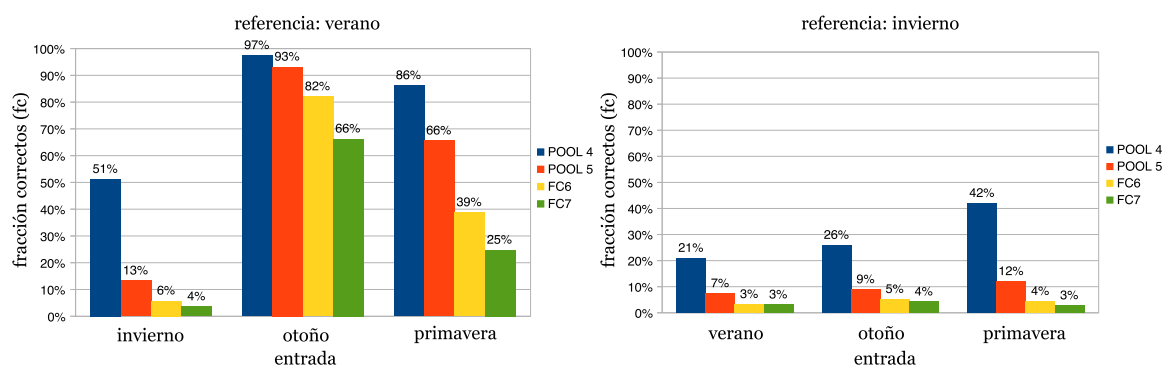 referencia: verano
fracción correctos (fc)
100%
90%
80%
70%
60%
50%
40%
30%
20%
10%
0%
51%
13%
6%
4%
97%
93%
82%
66%
86%
66%
39%
25%
invierno
otoño
primavera
entrada
POOL 4
POOL 5
FC6
FC7
referencia: invierno
fracción correctos (fc)
100%
90%
80%
70%
60%
50%
40%
30%
20%
10%
0%
21%
7%
3%
3%
26%
9%
5%
4%
42%
12%
4%
3%
verano
otoño
primavera
entrada
POOL 4
POOL 5
FC6
FC7